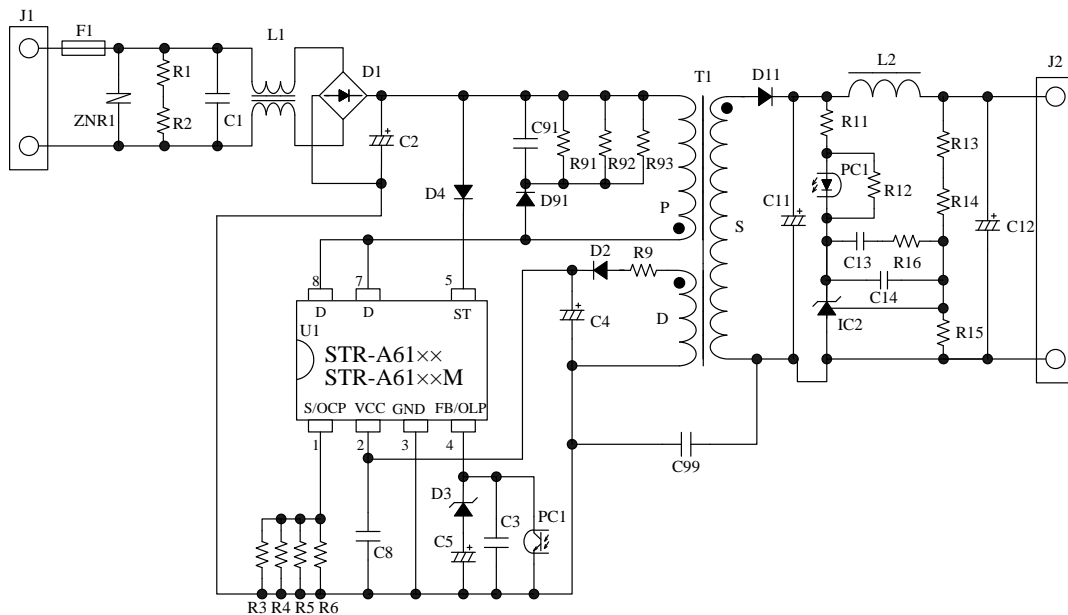 J1
F1
L1
ZNR1
R1
R2
C1
D1
C2
D4
C91
R91
R92
R93
D91
T1
P
S
D
D11
L2
J2
R11
PC1
R12
R13
R14
C11
C12
C13
R16
C14
IC2
R15
D2
R9
C4
8
7
5
D
D
ST
U1
STR-A61××
STR-A61××M
S/OCP
VCC
GND
FB/OLP
1
2
3
4
C99
D3
C5
C3
PC1
C8
R3
R4
R5
R6